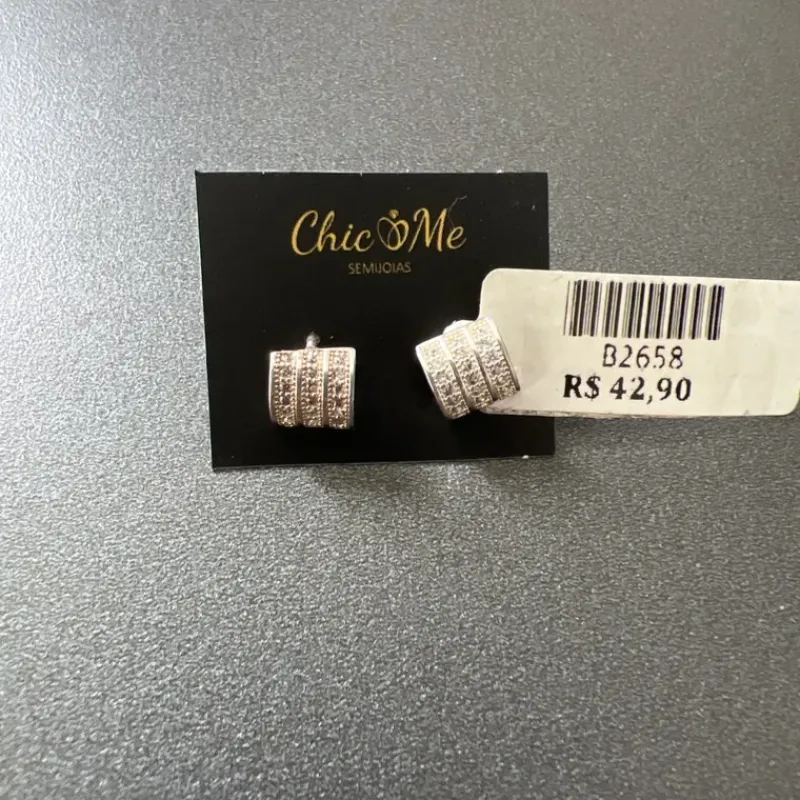 Chic Me
SEMIJOIAS
B2658
R$ 42,90